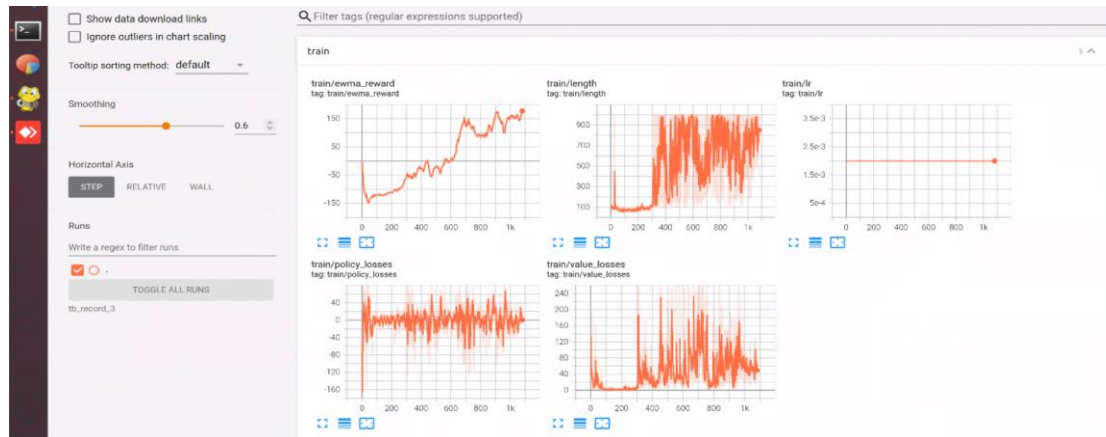 Show data download links
Ignore outliers in chart scaling
Tooltip sorting method: default
Smoothing
0.6
Horizontal Axis
STEP RELATIVE WALL
Runs
Write a regex to filter runs
.
TOGGLE ALL RUNS
tb_record_3
Filter tags (regular expressions supported)
train
5
train/ewma_reward
tag: train/ewma_reward
150
50
-50
-150
0 200 400 600 800 1k
train/length
tag: train/length
900
700
500
300
100
0 200 400 600 800 1k
train/lr
tag: train/lr
3.5e-3
2.5e-3
1.5e-3
5e-4
0 200 400 600 800 1k
train/policy_losses
tag: train/policy_losses
40
0
-40
-80
-120
-160
0 200 400 600 800 1k
train/value_losses
tag: train/value_losses
240
200
160
120
80
40
0
0 200 400 600 800 1k